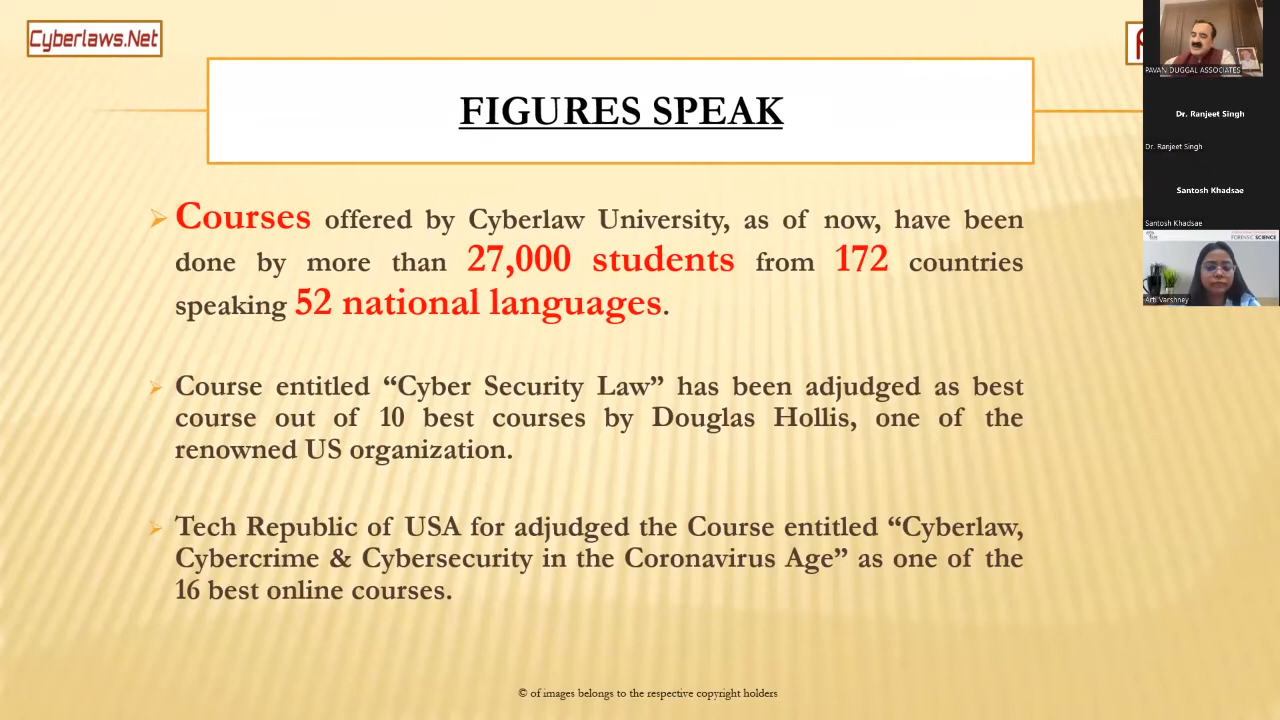 Cyberlaws.Net
FIGURES SPEAK
Courses offered by Cyberlaw University, as of now, have been
done by more than 27,000 students from 172 countries
speaking 52 national languages.
Course entitled “Cyber Security Law” has been adjudged as best
course out of 10 best courses by Douglas Hollis, one of the
renowned US organization.
Tech Republic of USA for adjudged the Course entitled “Cyberlaw,
Cybercrime & Cybersecurity in the Coronavirus Age” as one of the
16 best online courses.
© of images belongs to the respective copyright holders
PAVAN DUGGAL ASSOCIATES
Dr. Ranjeet Singh
Dr. Ranjeet Singh
Santosh Khadsae
Santosh Khadsae
FORENSIC SCIENCE
Arti Varshney